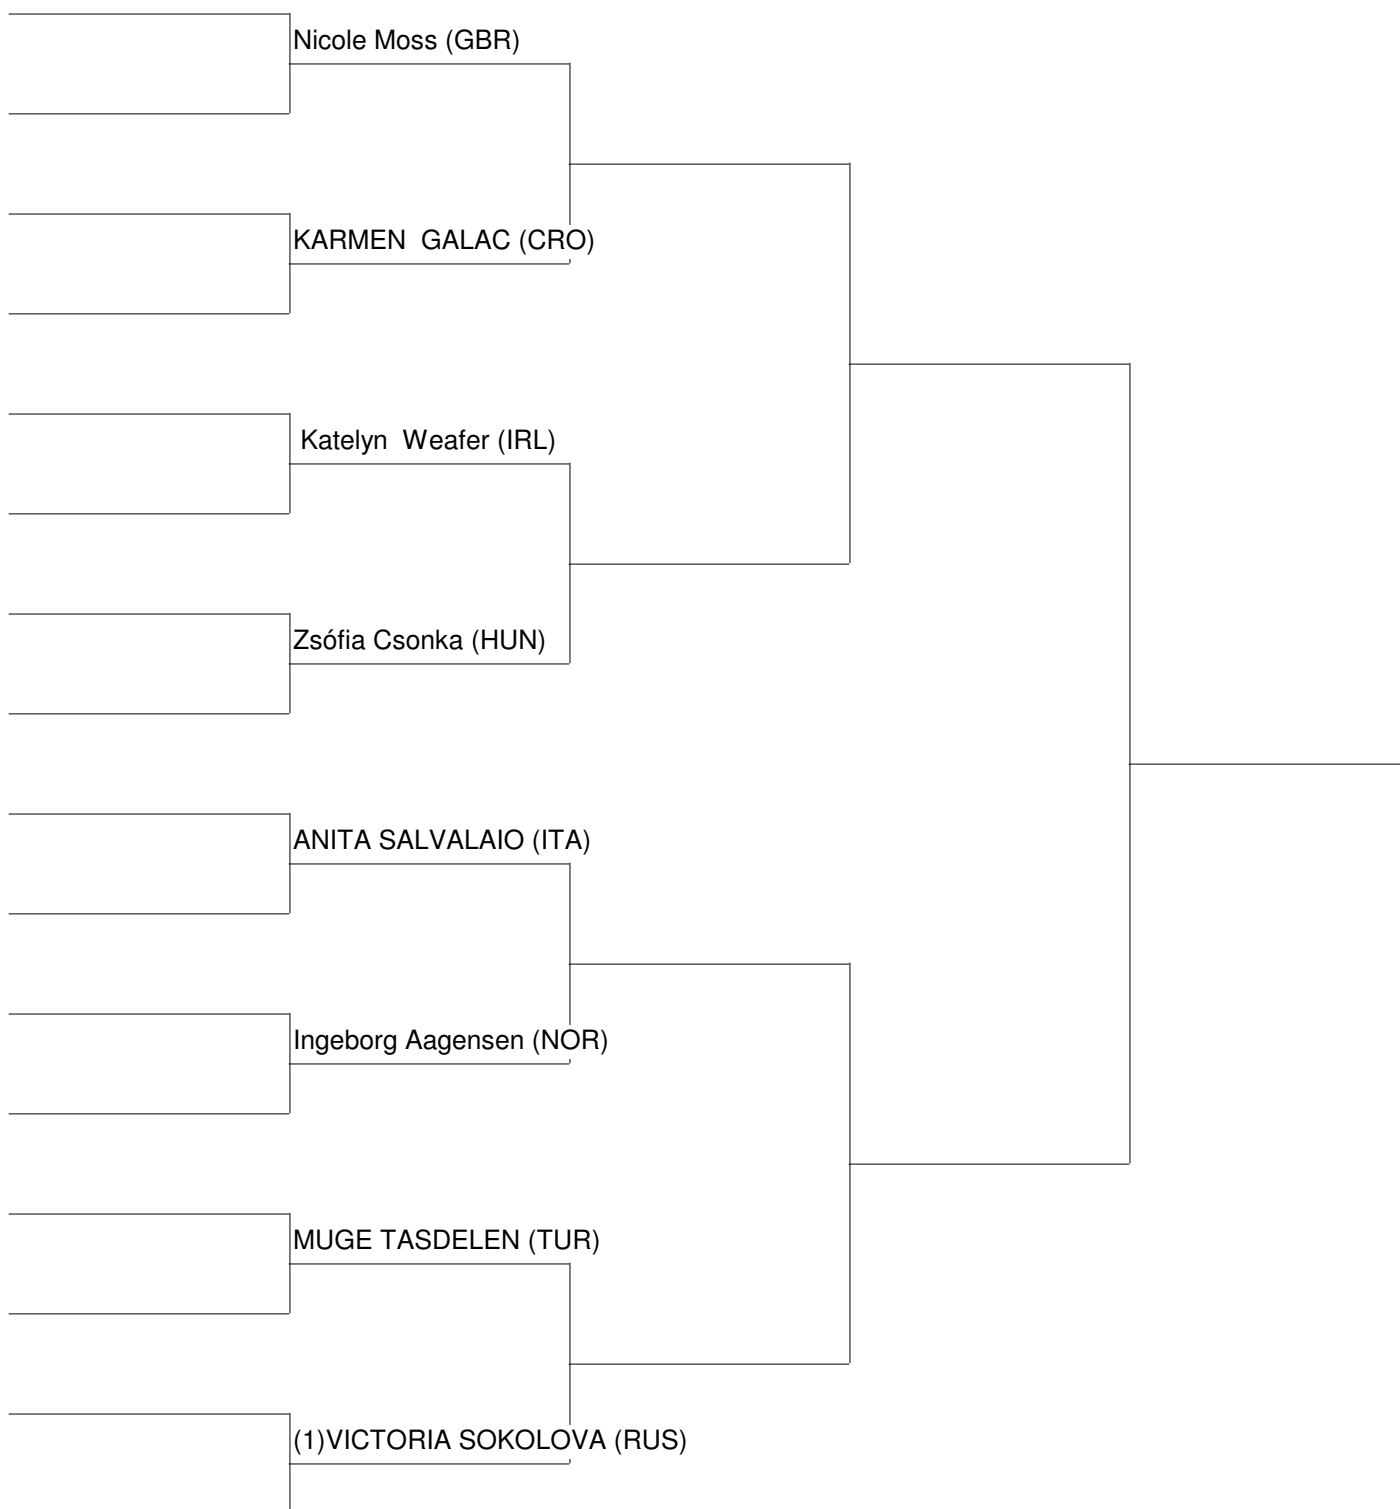 Nicole Moss (GBR)
KARMEN  GALAC (CRO)
Katelyn  Weafer (IRL)
Zsófia Csonka (HUN)
ANITA SALVALAIO (ITA)
Ingeborg Aagensen (NOR)
MUGE TASDELEN (TUR)
(1)VICTORIA SOKOLOVA (RUS)